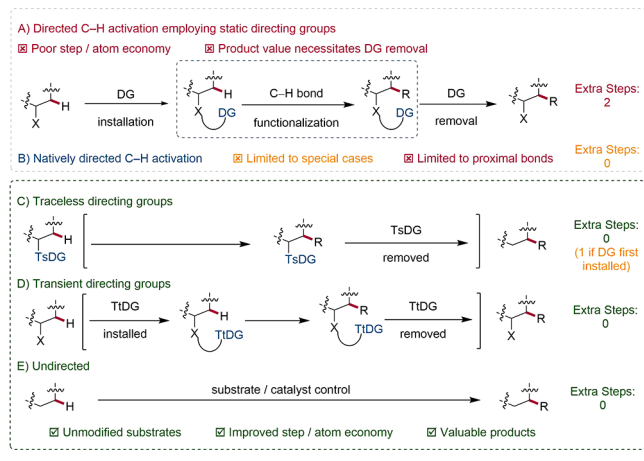 A) Directed C–H activation employing static directing groups
☒ Poor step / atom economy ☒ Product value necessitates DG removal
H X DG installation H X DG C–H bond functionalization R X DG DG removal R X Extra Steps: 2
B) Natively directed C–H activation ☒ Limited to special cases ☒ Limited to proximal bonds Extra Steps: 0
C) Traceless directing groups
H TsDG R TsDG TsDG removed R Extra Steps: 0 (1 if DG first installed)
D) Transient directing groups
H X TtDG installed H X TtDG R X TtDG TtDG removed R X Extra Steps: 0
E) Undirected
H substrate / catalyst control R Extra Steps: 0
☑ Unmodified substrates ☑ Improved step / atom economy ☑ Valuable products